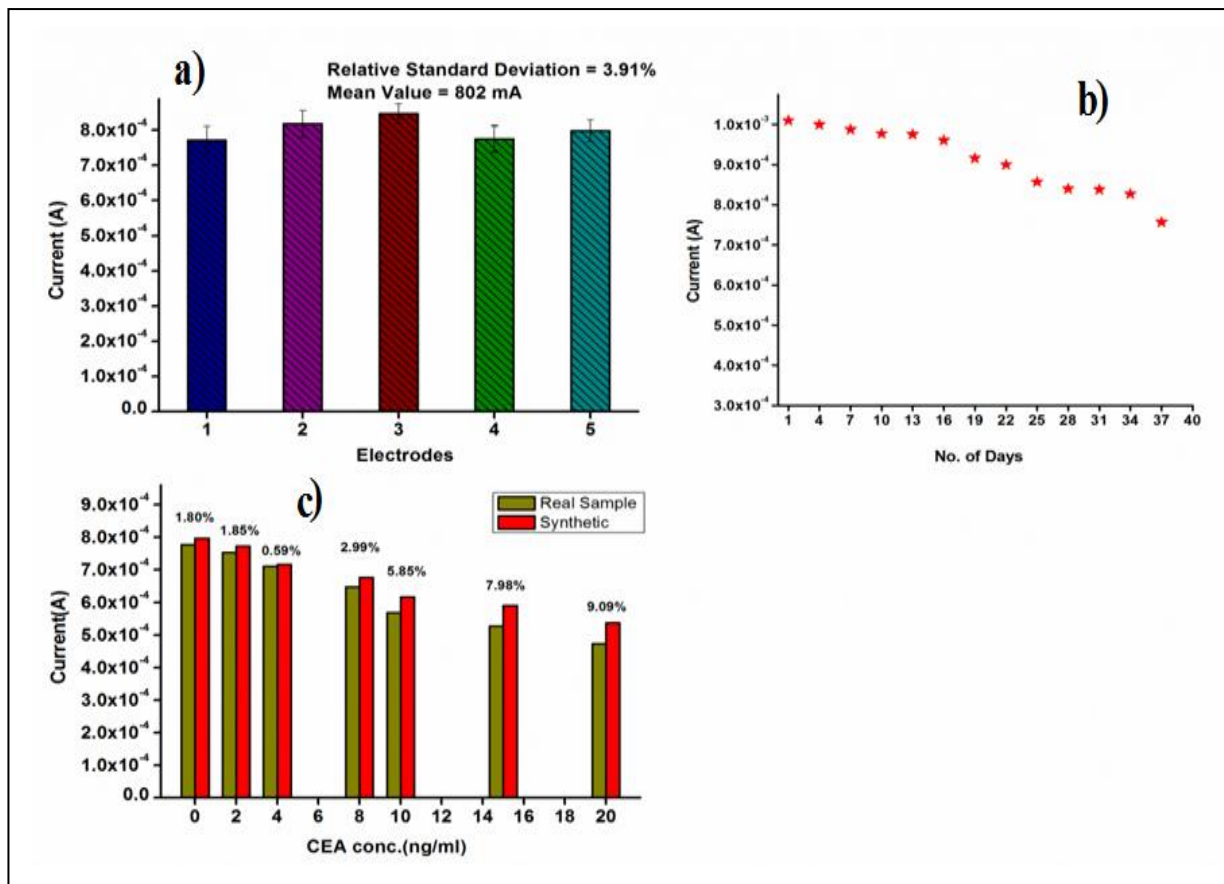 a)
Relative Standard Deviation = 3.91%
Mean Value = 802 mA
8.0x10⁻⁴
7.0x10⁻⁴
6.0x10⁻⁴
5.0x10⁻⁴
4.0x10⁻⁴
3.0x10⁻⁴
2.0x10⁻⁴
1.0x10⁻⁴
0.0
Current (A)
1 2 3 4 5
Electrodes
b)
1.0x10⁻³
9.0x10⁻⁴
8.0x10⁻⁴
7.0x10⁻⁴
6.0x10⁻⁴
5.0x10⁻⁴
4.0x10⁻⁴
3.0x10⁻⁴
Current (A)
1 4 7 10 13 16 19 22 25 28 31 34 37 40
No. of Days
c)
Real Sample
Synthetic
9.0x10⁻⁴
8.0x10⁻⁴
7.0x10⁻⁴
6.0x10⁻⁴
5.0x10⁻⁴
4.0x10⁻⁴
3.0x10⁻⁴
2.0x10⁻⁴
1.0x10⁻⁴
0.0
Current(A)
1.80% 1.85% 0.59% 2.99% 5.85% 7.98% 9.09%
0 2 4 6 8 10 12 14 16 18 20
CEA conc.(ng/ml)